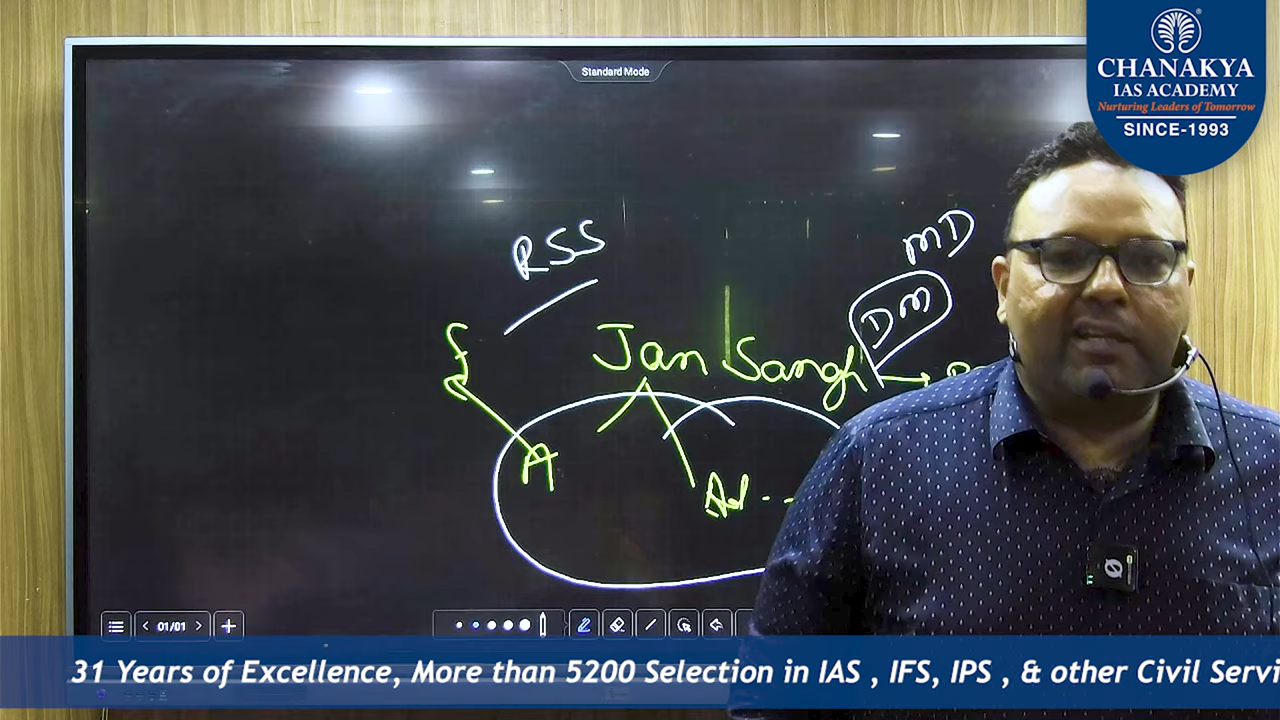 Standard Mode
CHANAKYA
IAS ACADEMY
Nurturing Leaders of Tomorrow
SINCE-1993
MD
RSS
DM
Jan Sangh
A
Ad --
01/01
31 Years of Excellence, More than 5200 Selection in IAS , IFS, IPS , & other Civil Servi